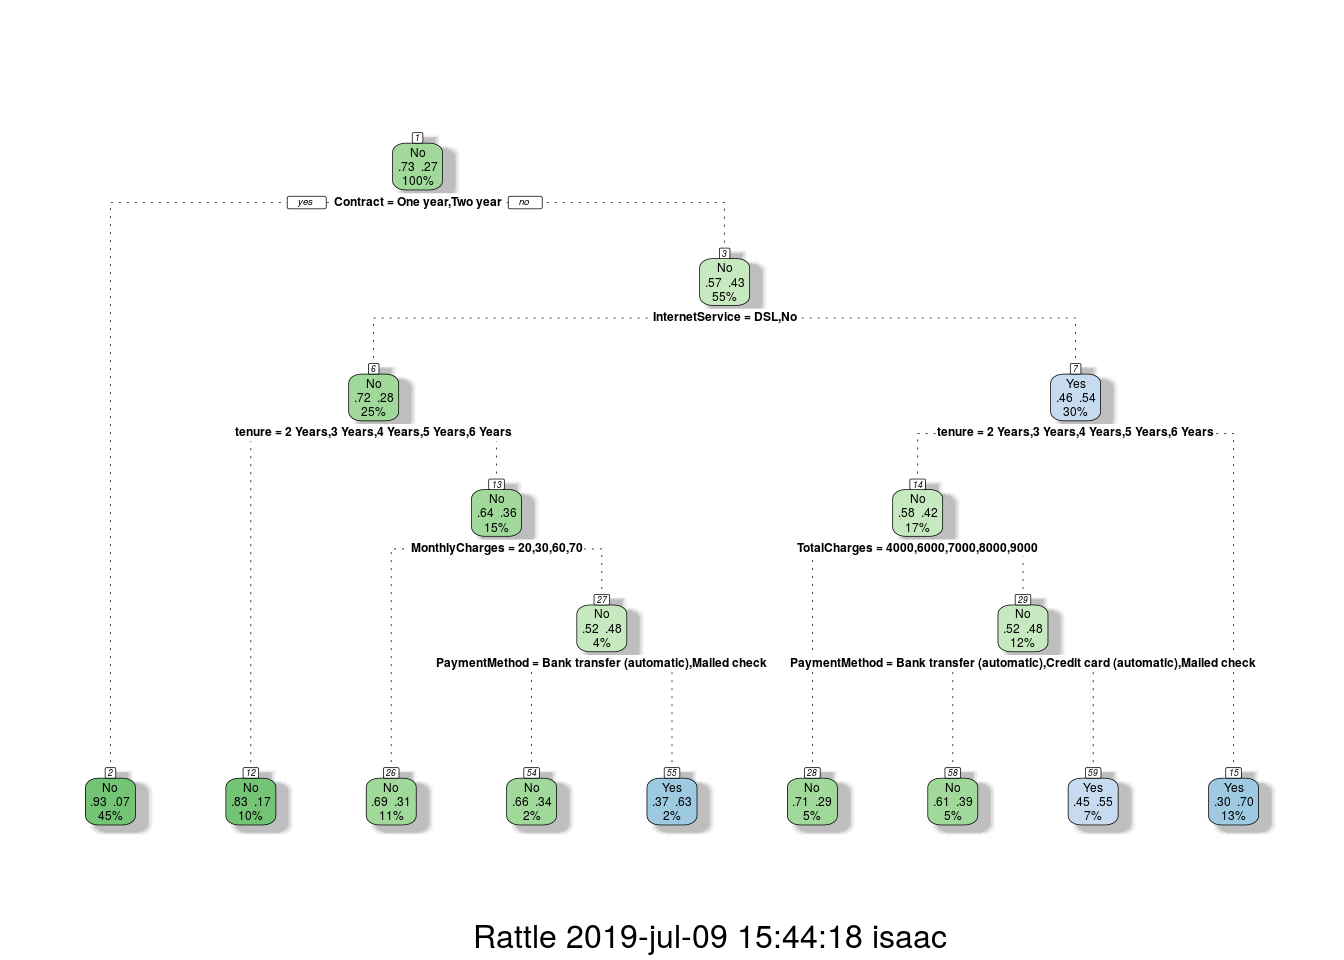 1
No
.73 .27
100%
yes Contract = One year,Two year no
3
No
.57 .43
55%
InternetService = DSL,No
6
No
.72 .28
25%
7
Yes
.46 .54
30%
tenure = 2 Years,3 Years,4 Years,5 Years,6 Years
tenure = 2 Years,3 Years,4 Years,5 Years,6 Years
13
No
.64 .36
15%
14
No
.58 .42
17%
MonthlyCharges = 20,30,60,70
TotalCharges = 4000,6000,7000,8000,9000
27
No
.52 .48
4%
29
No
.52 .48
12%
PaymentMethod = Bank transfer (automatic),Mailed check
PaymentMethod = Bank transfer (automatic),Credit card (automatic),Mailed check
2
No
.93 .07
45%
12
No
.83 .17
10%
26
No
.69 .31
11%
54
No
.66 .34
2%
55
Yes
.37 .63
2%
28
No
.71 .29
5%
58
No
.61 .39
5%
59
Yes
.45 .55
7%
15
Yes
.30 .70
13%
Rattle 2019-jul-09 15:44:18 isaac